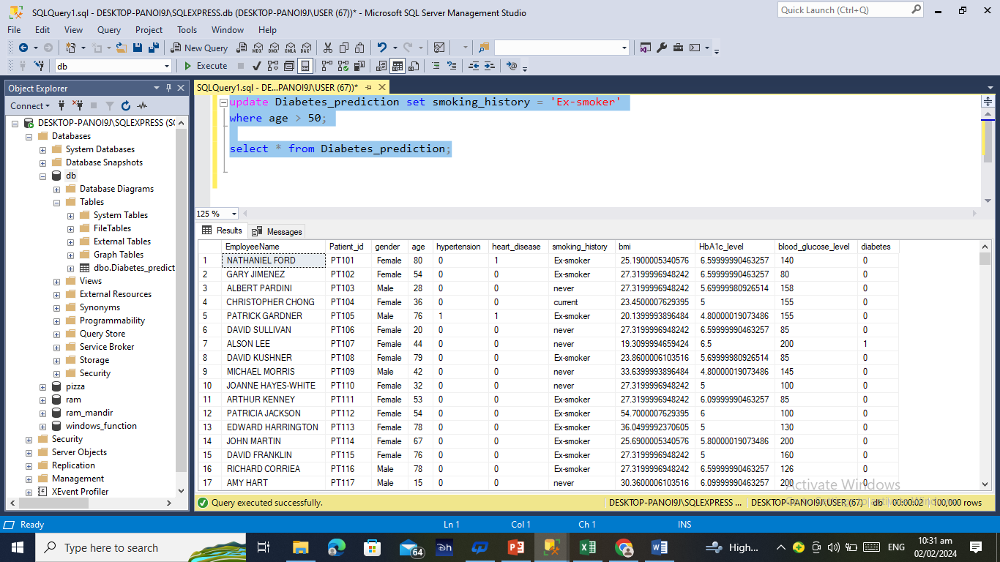 SQLQuery1.sql - DESKTOP-PANOI9J\SQLEXPRESS.db (DESKTOP-PANOI9J\USER (67))* - Microsoft SQL Server Management Studio
Quick Launch (Ctrl+Q)
File Edit View Query Project Tools Window Help
New Query MDX DMX XMLA DAX
db Execute
Object Explorer
Connect
DESKTOP-PANOI9J\SQLEXPRESS (S
Databases
System Databases
Database Snapshots
db
Database Diagrams
Tables
System Tables
FileTables
External Tables
Graph Tables
dbo.Diabetes_predict
Views
External Resources
Synonyms
Programmability
Query Store
Service Broker
Storage
Security
pizza
ram
ram_mandir
windows_function
Security
Server Objects
Replication
Management
XEvent Profiler
SQLQuery1.sql - DE...PANOI9J\USER (67))*
update Diabetes_prediction set smoking_history = 'Ex-smoker'
where age > 50;
select * from Diabetes_prediction;
125 %
Results Messages
EmployeeName Patient_id gender age hypertension heart_disease smoking_history bmi HbA1c_level blood_glucose_level diabetes
1 NATHANIEL FORD PT101 Female 80 0 1 Ex-smoker 25.1900005340576 6.59999990463257 140 0
2 GARY JIMENEZ PT102 Female 54 0 0 Ex-smoker 27.3199996948242 6.59999990463257 80 0
3 ALBERT PARDINI PT103 Male 28 0 0 never 27.3199996948242 5.69999980926514 158 0
4 CHRISTOPHER CHONG PT104 Female 36 0 0 current 23.4500007629395 5 155 0
5 PATRICK GARDNER PT105 Male 76 1 1 Ex-smoker 20.1399993896484 4.80000019073486 155 0
6 DAVID SULLIVAN PT106 Female 20 0 0 never 27.3199996948242 6.59999990463257 85 0
7 ALSON LEE PT107 Female 44 0 0 never 19.3099994659424 6.5 200 1
8 DAVID KUSHNER PT108 Female 79 0 0 Ex-smoker 23.8600006103516 5.69999980926514 85 0
9 MICHAEL MORRIS PT109 Male 42 0 0 never 33.6399993896484 4.80000019073486 145 0
10 JOANNE HAYES-WHITE PT110 Female 32 0 0 never 27.3199996948242 5 100 0
11 ARTHUR KENNEY PT111 Female 53 0 0 Ex-smoker 27.3199996948242 6.09999990463257 85 0
12 PATRICIA JACKSON PT112 Female 54 0 0 Ex-smoker 54.7000007629395 6 100 0
13 EDWARD HARRINGTON PT113 Female 78 0 0 Ex-smoker 36.0499992370605 5 130 0
14 JOHN MARTIN PT114 Female 67 0 0 Ex-smoker 25.6900005340576 5.80000019073486 200 0
15 DAVID FRANKLIN PT115 Female 76 0 0 Ex-smoker 27.3199996948242 5 160 0
16 RICHARD CORRIEA PT116 Male 78 0 0 Ex-smoker 27.3199996948242 6.59999990463257 126 0
17 AMY HART PT117 Male 15 0 0 never 30.3600006103516 6.09999990463257 200 0
Activate Windows
Go to Settings to activate Windows.
Query executed successfully. DESKTOP-PANOI9J\SQLEXPRESS ... DESKTOP-PANOI9J\USER (67) db 00:00:02 100,000 rows
Ready Ln 1 Col 1 Ch 1 INS
Type here to search
64
High...
ENG
10:31 am
02/02/2024